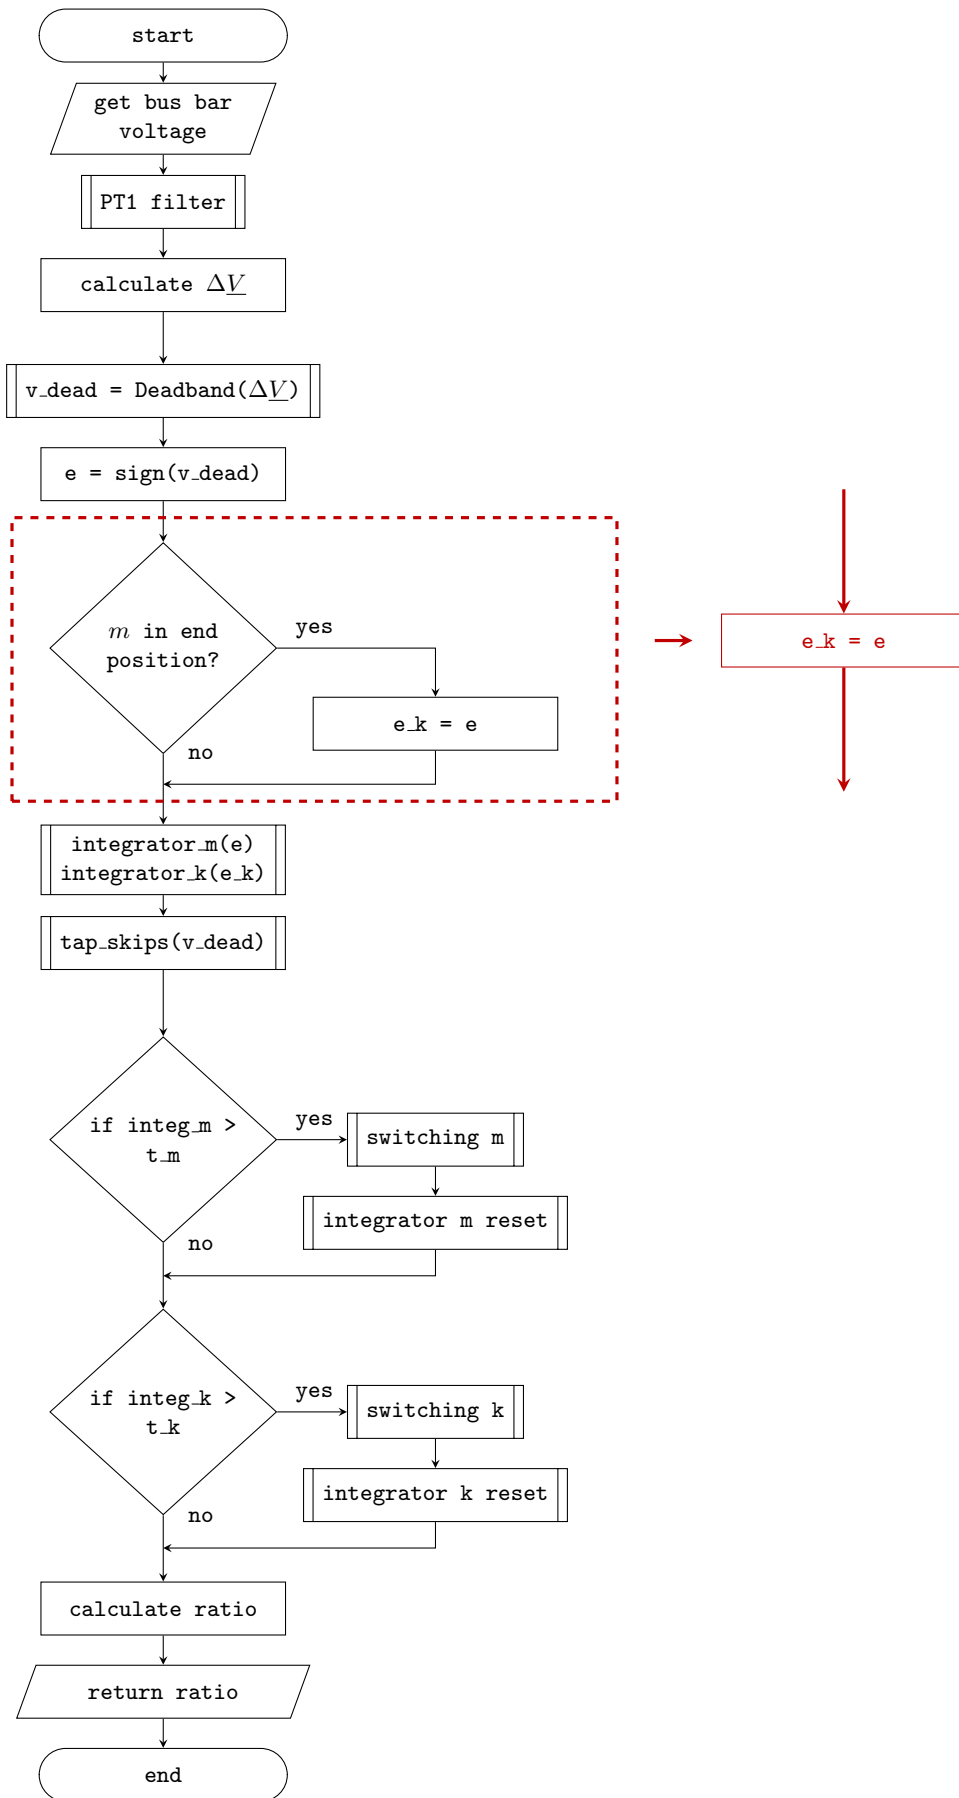 start
get bus bar
voltage
PT1 filter
calculate ΔV
v_dead = Deadband(ΔV)
e = sign(v_dead)
m in end
position?
yes
e_k = e
no
e_k = e
integrator_m(e)
integrator_k(e_k)
tap_skips(v_dead)
if integ_m >
t_m
yes
switching m
integrator m reset
no
if integ_k >
t_k
yes
switching k
integrator k reset
no
calculate ratio
return ratio
end